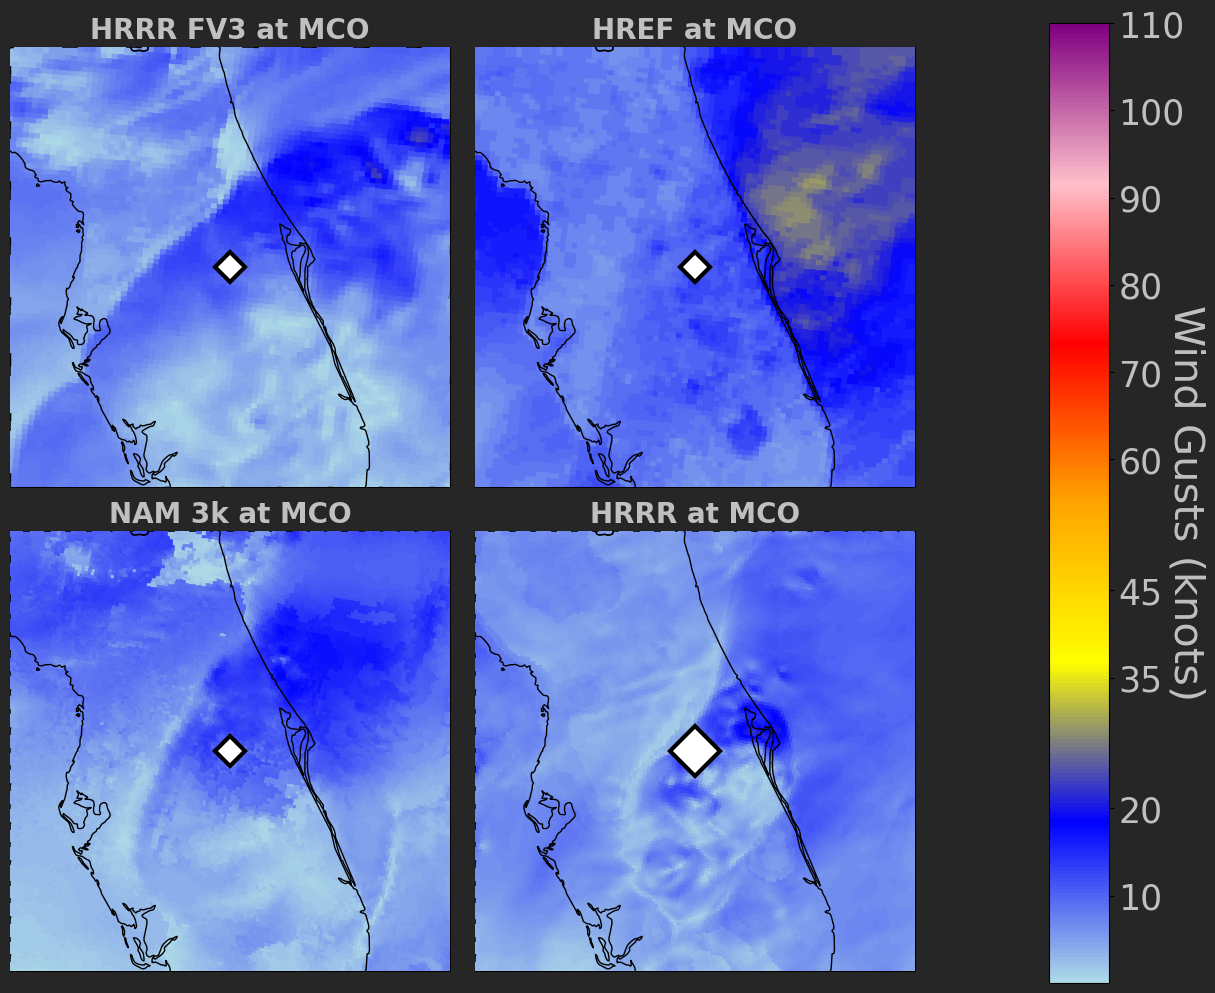 HRRR FV3 at MCO
HREF at MCO
NAM 3k at MCO
HRRR at MCO
110
100
90
80
70
60
45
35
20
10
Wind Gusts (knots)